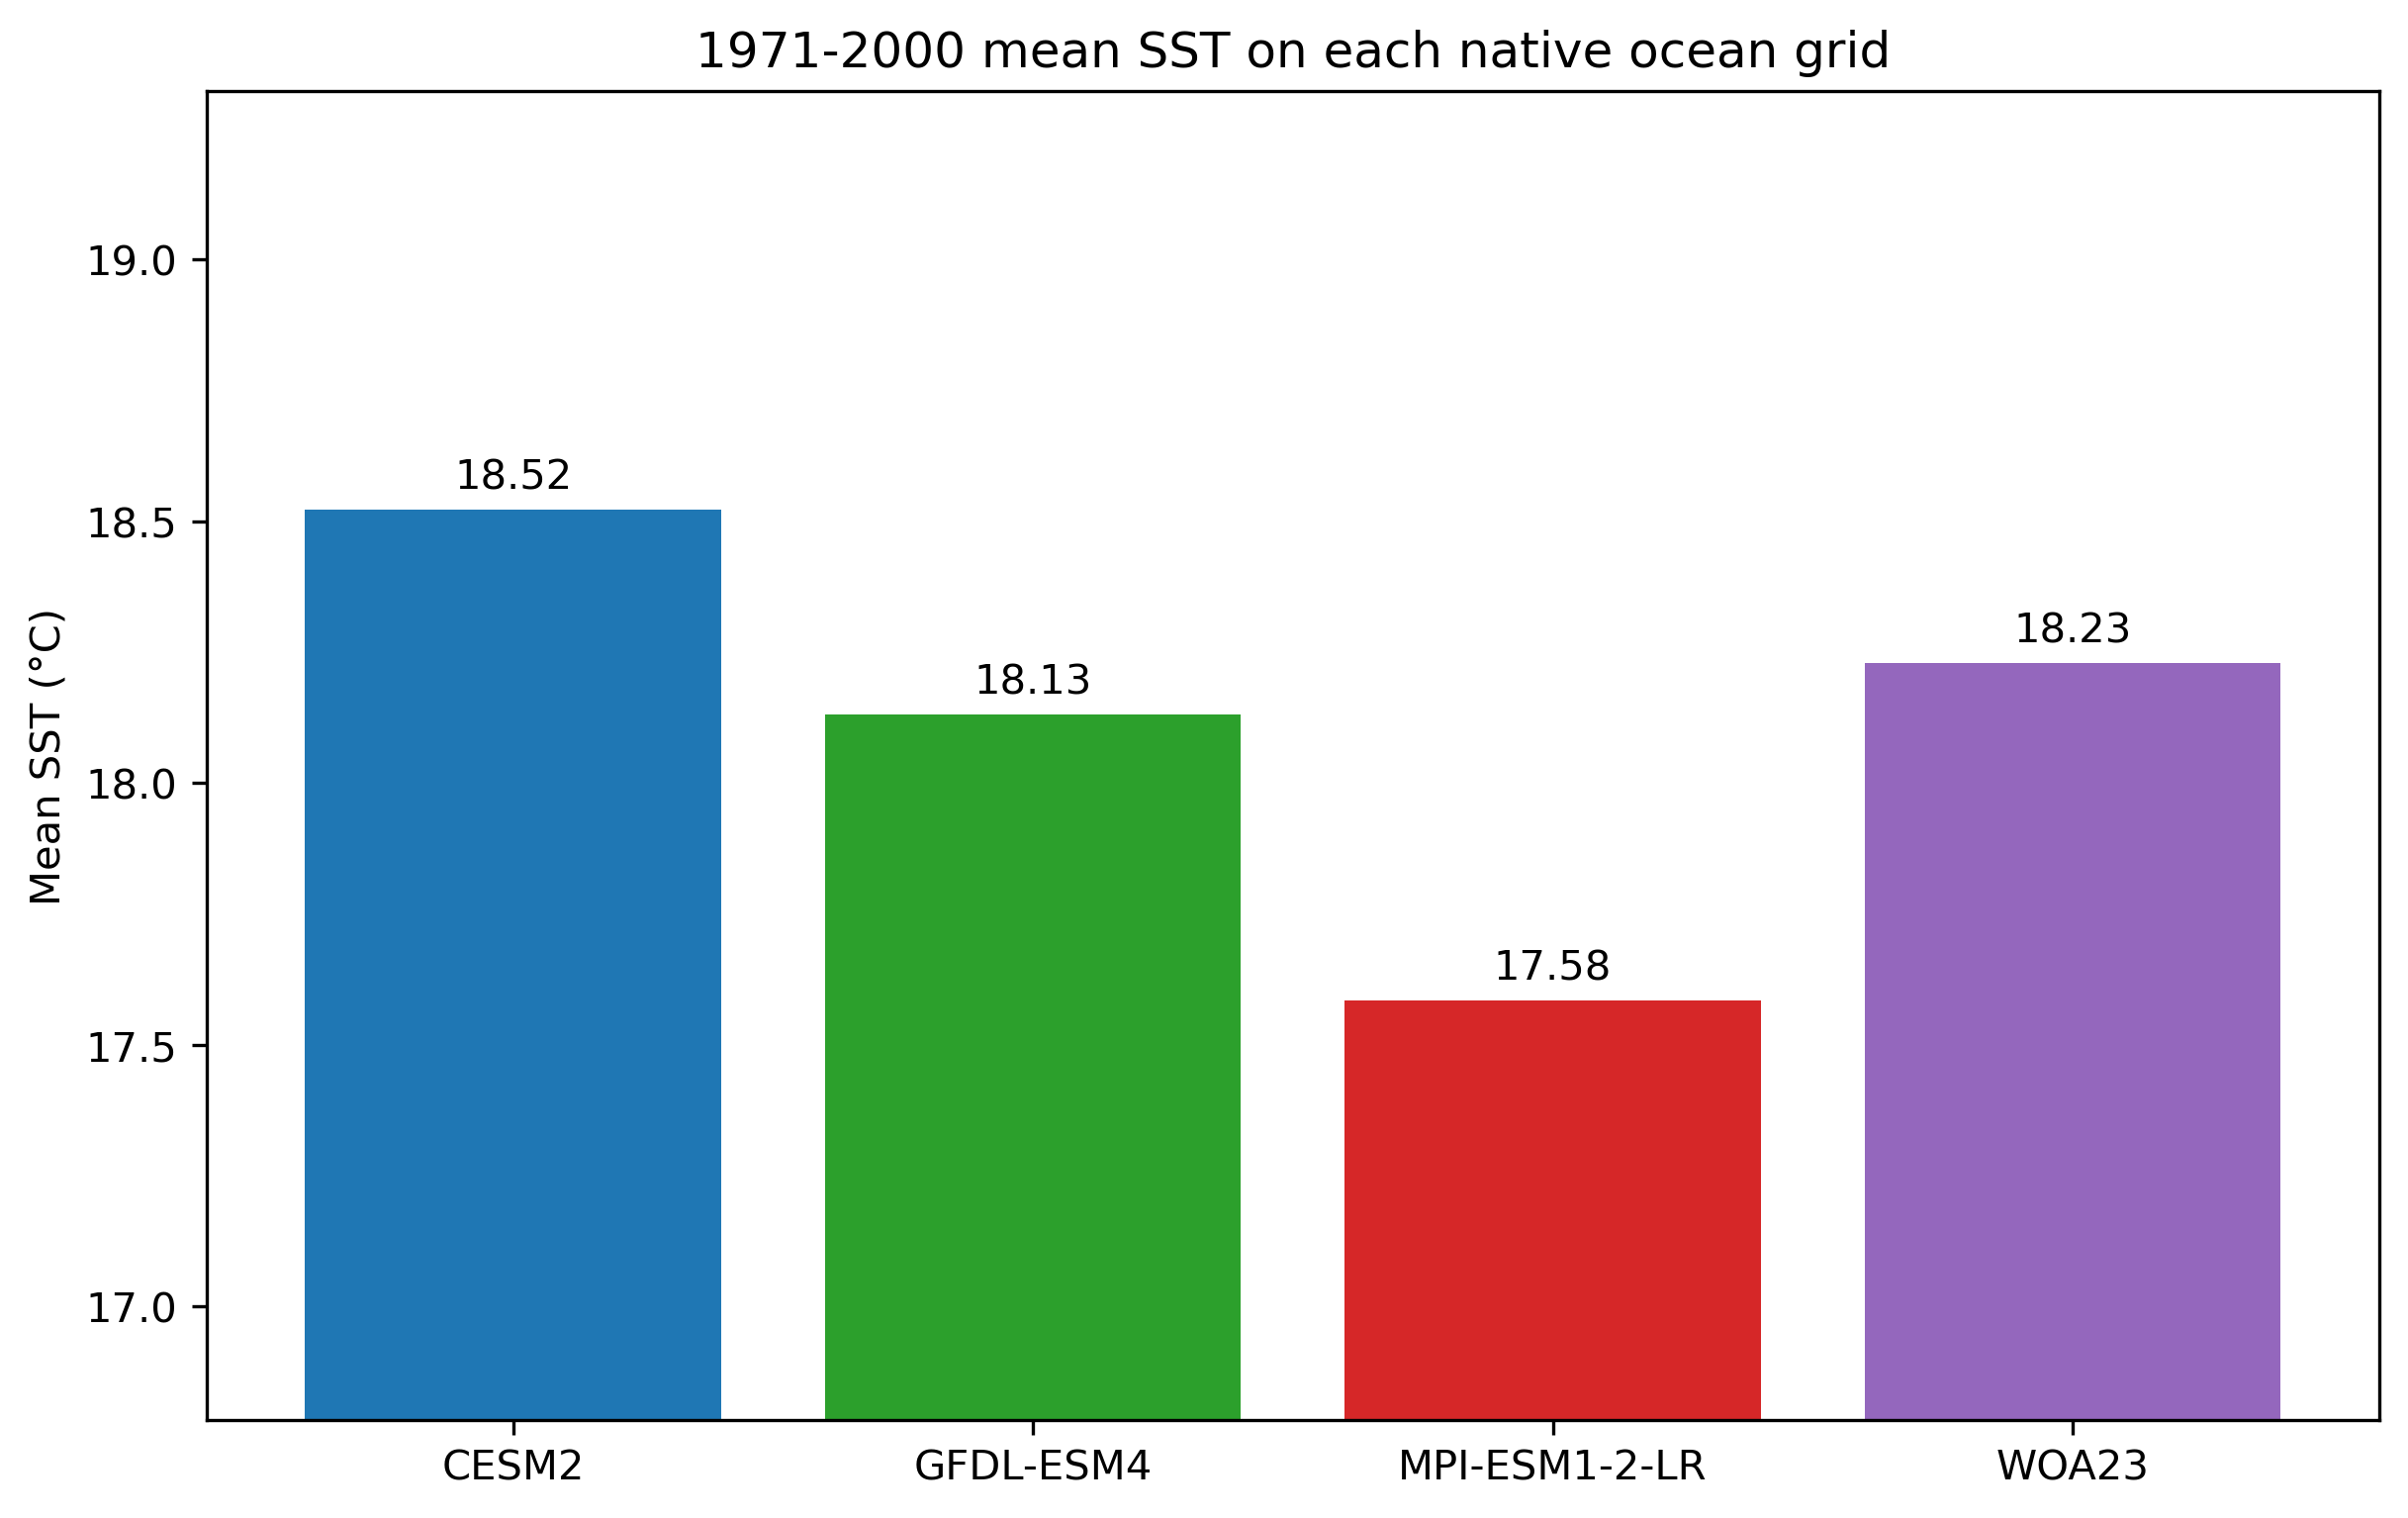 1971-2000 mean SST on each native ocean grid
Mean SST (°C)
19.0
18.5
18.0
17.5
17.0
18.52
18.13
17.58
18.23
CESM2
GFDL-ESM4
MPI-ESM1-2-LR
WOA23